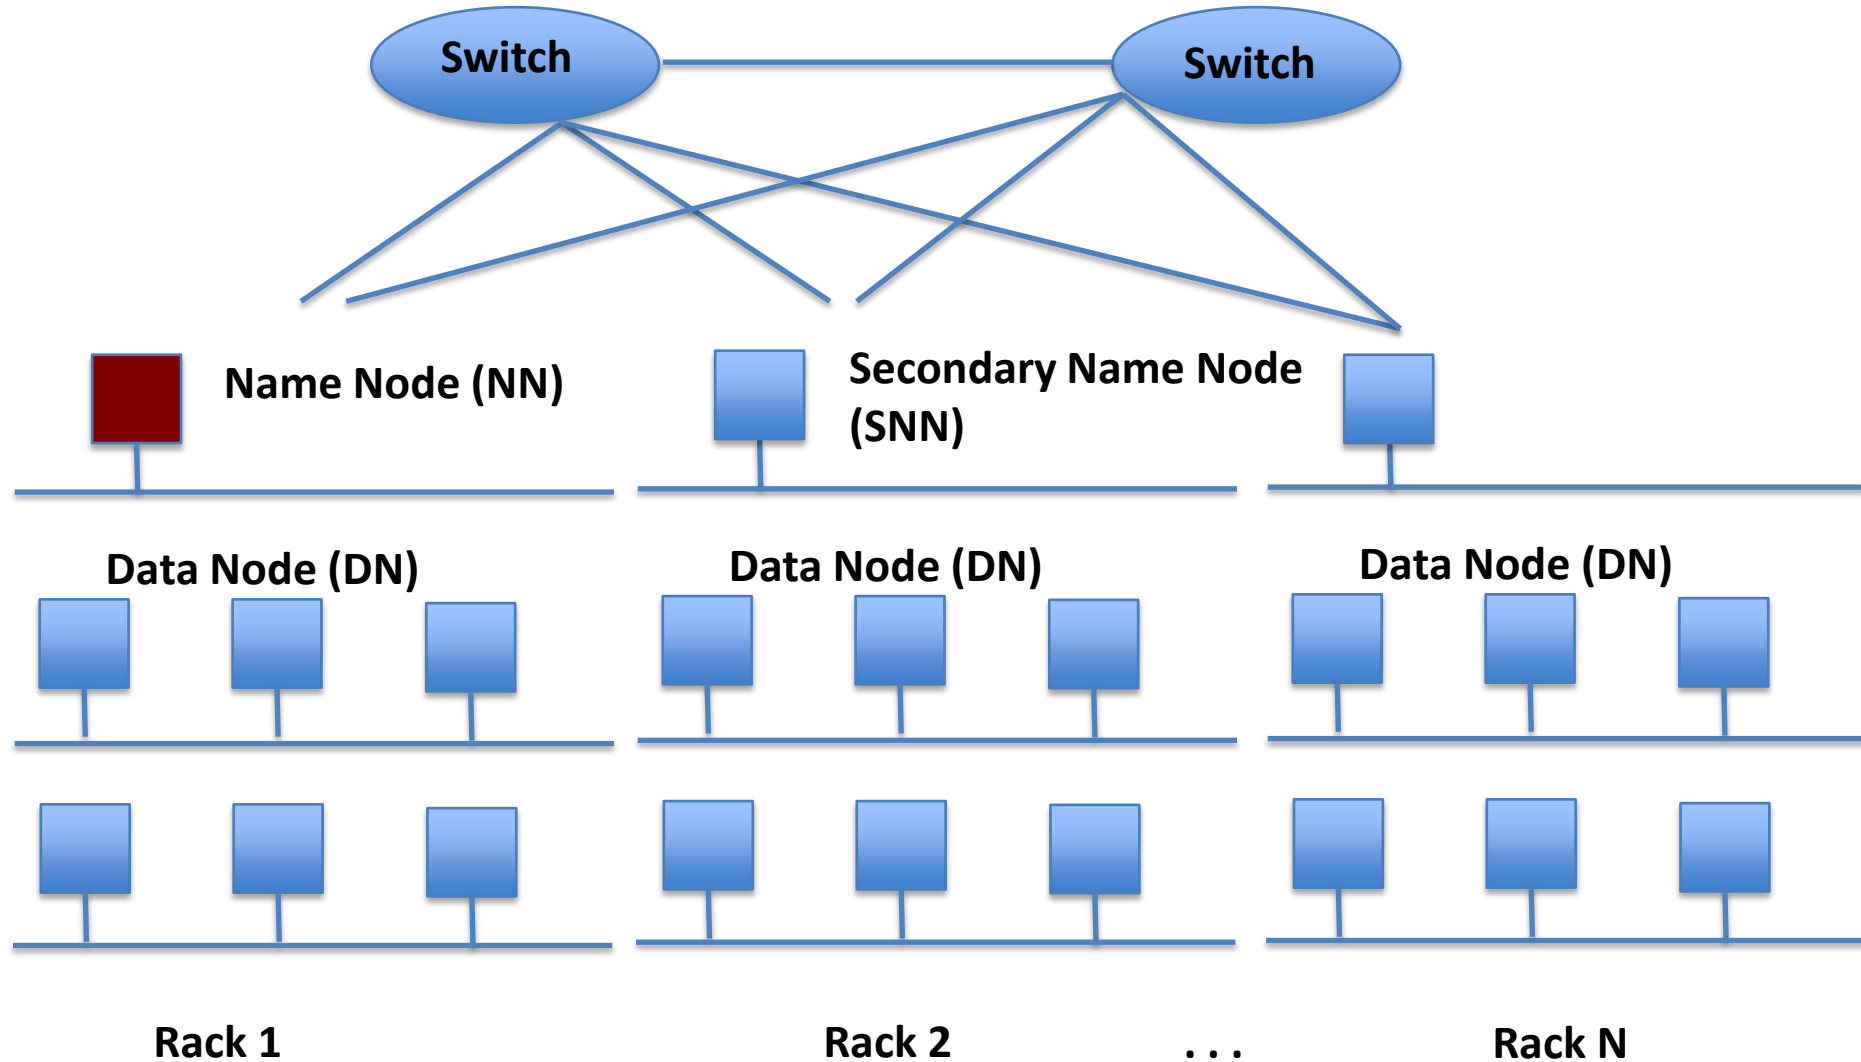 Switch
Switch
Name Node (NN)
Secondary Name Node
(SNN)
Data Node (DN)
Data Node (DN)
Data Node (DN)
Rack 1
Rack 2
. . .
Rack N